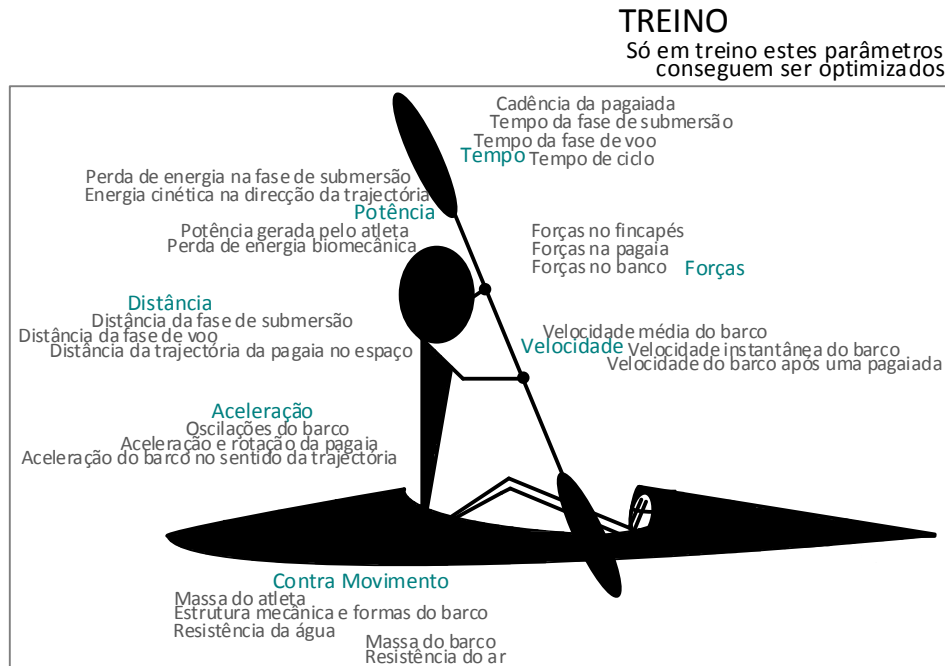 TREINO
Só em treino estes parâmetros
conseguem ser optimizados
Cadência da pagaiada
Tempo da fase de submersão
Tempo da fase de voo
Tempo Tempo de ciclo
Perda de energia na fase de submersão
Energia cinética na direcção da trajectória
Potência
Potência gerada pelo atleta
Perda de energia biomecânica
Forças no fincapés
Forças na pagaia
Forças no banco Forças
Distância
Distância da fase de submersão
Distância da fase de voo
Distância da trajectória da pagaia no espaço
Velocidade média do barco
Velocidade Velocidade instantânea do barco
Velocidade do barco após uma pagaiada
Aceleração
Oscilações do barco
Aceleração e rotação da pagaia
Aceleração do barco no sentido da trajectória
Contra Movimento
Massa do atleta
Estrutura mecânica e formas do barco
Resistência da água
Massa do barco
Resistência do ar